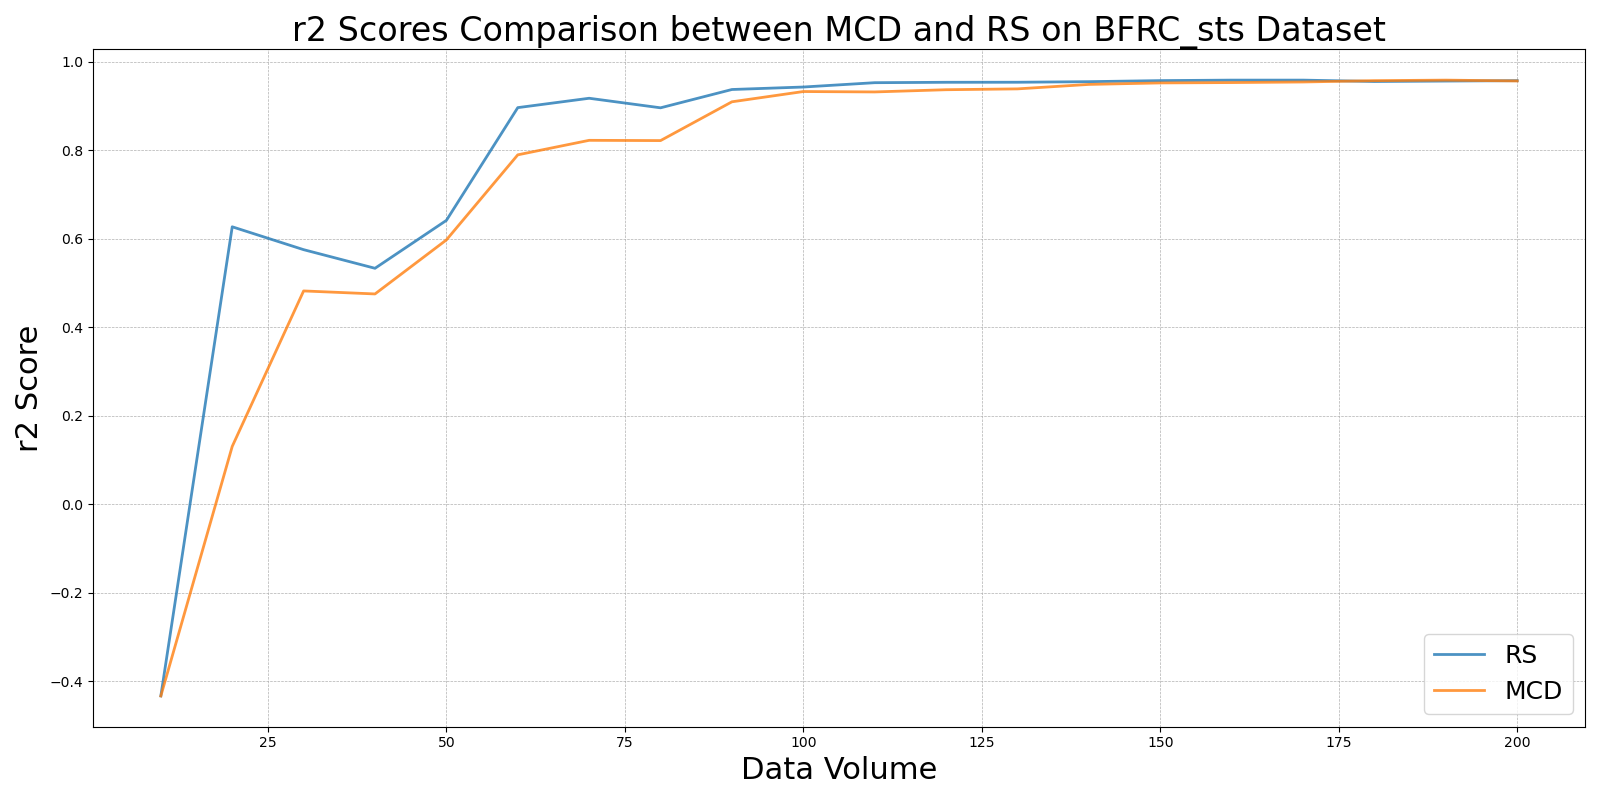 r2 Scores Comparison between MCD and RS on BFRC_sts Dataset
1.0
0.8
0.6
0.4
0.2
0.0
−0.2
−0.4
r2 Score
RS
MCD
25 50 75 100 125 150 175 200
Data Volume